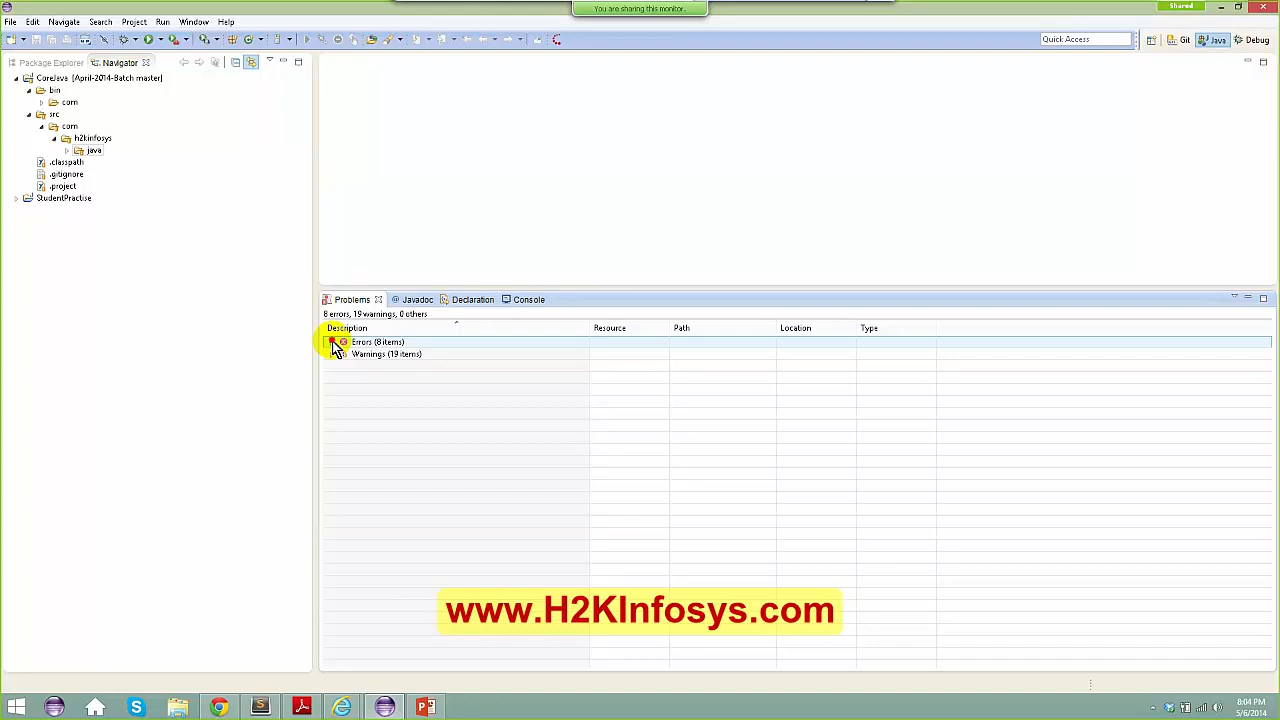 You are sharing this monitor.
Shared
File Edit Navigate Search Project Run Window Help
Quick Access
Git
Java
Debug
Package Explorer
Navigator
CoreJava [April-2014-Batch master]
bin
com
src
com
h2kinfosys
java
.classpath
.gitignore
.project
StudentPractise
Problems
@ Javadoc
Declaration
Console
8 errors, 19 warnings, 0 others
Description Resource Path Location Type
Errors (8 items)
Warnings (19 items)
www.H2KInfosys.com
8:04 PM
5/6/2014